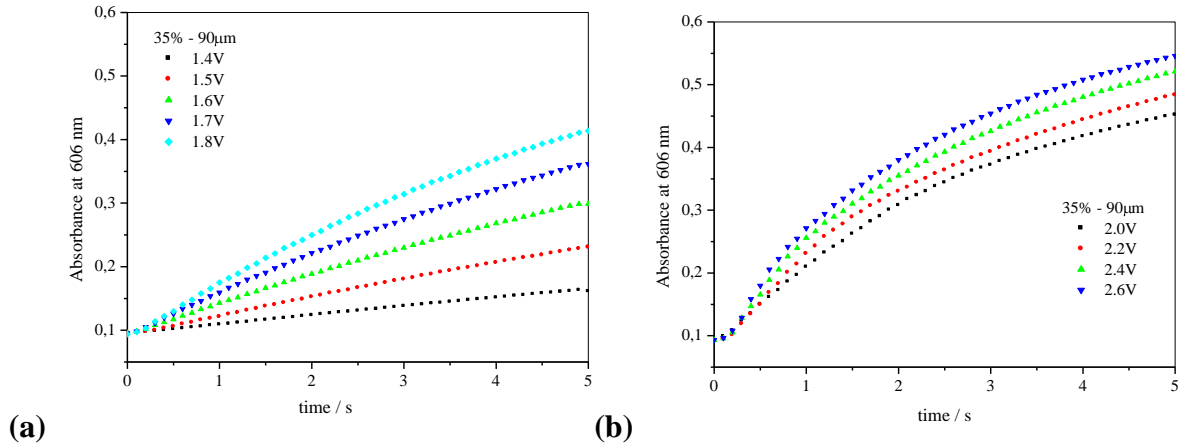 35% - 90μm
1.4V
1.5V
1.6V
1.7V
1.8V
Absorbance at 606 nm
0,6
0,5
0,4
0,3
0,2
0,1
0 1 2 3 4 5
time / s
(a)
Absorbance at 606 nm
0,6
0,5
0,4
0,3
0,2
0,1
35% - 90μm
2.0V
2.2V
2.4V
2.6V
0 1 2 3 4 5
time / s
(b)